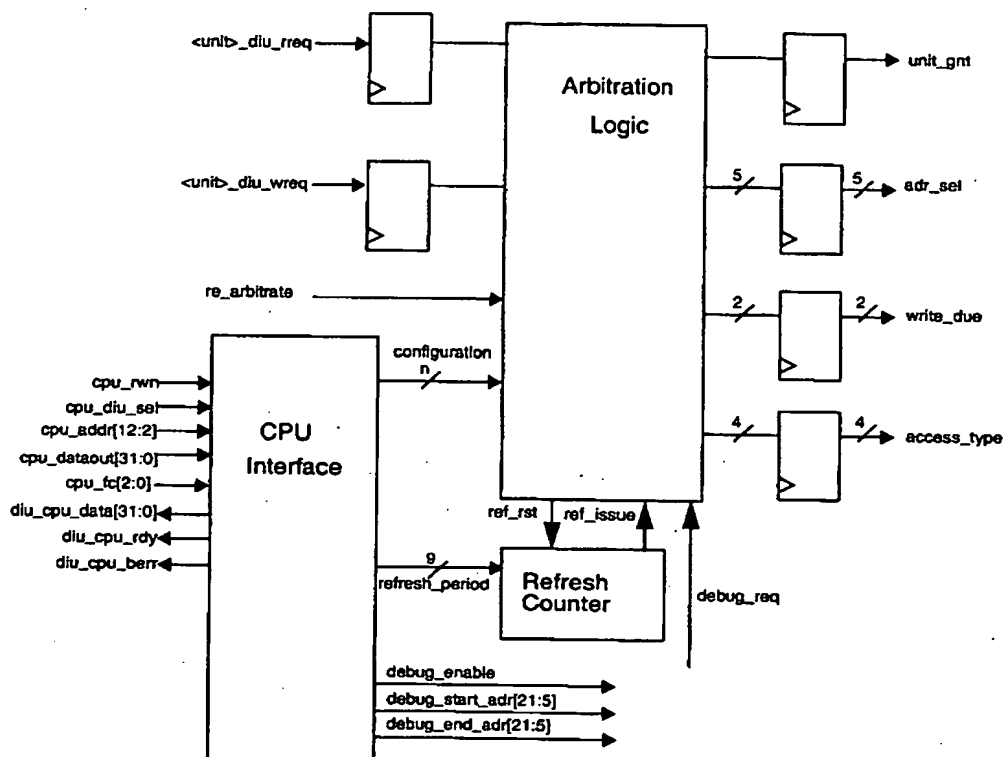 <unit>_diu_rreq
Arbitration
Logic
unit_gnt
<unit>_diu_wreq
5
5
adr_sel
re_arbitrate
2
2
write_due
configuration
n
cpu_rwn
cpu_diu_sel
cpu_addr[12:2]
cpu_dataout[31:0]
cpu_fc[2:0]
diu_cpu_data[31:0]
diu_cpu_rdy
diu_cpu_berr
CPU
Interface
4
4
access_type
ref_rst
ref_issue
9
refresh_period
Refresh
Counter
debug_req
debug_enable
debug_start_adr[21:5]
debug_end_adr[21:5]